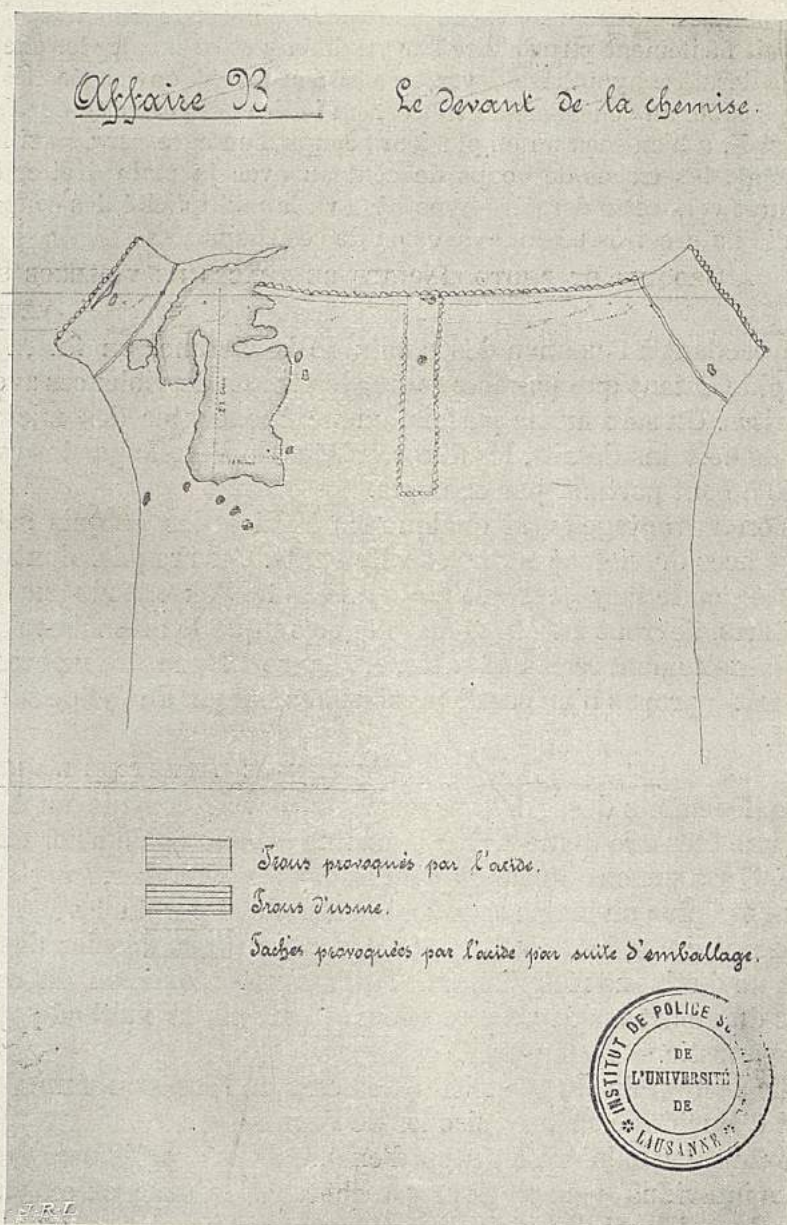 Affaire B
Le devant de la chemise.
Trous provoqués par l'acide.
Trous d'usure.
Taches provoquées par l'acide par suite d'emballage.
INSTITUT DE POLICE
DE
L'UNIVERSITÉ
DE
LAUSANNE